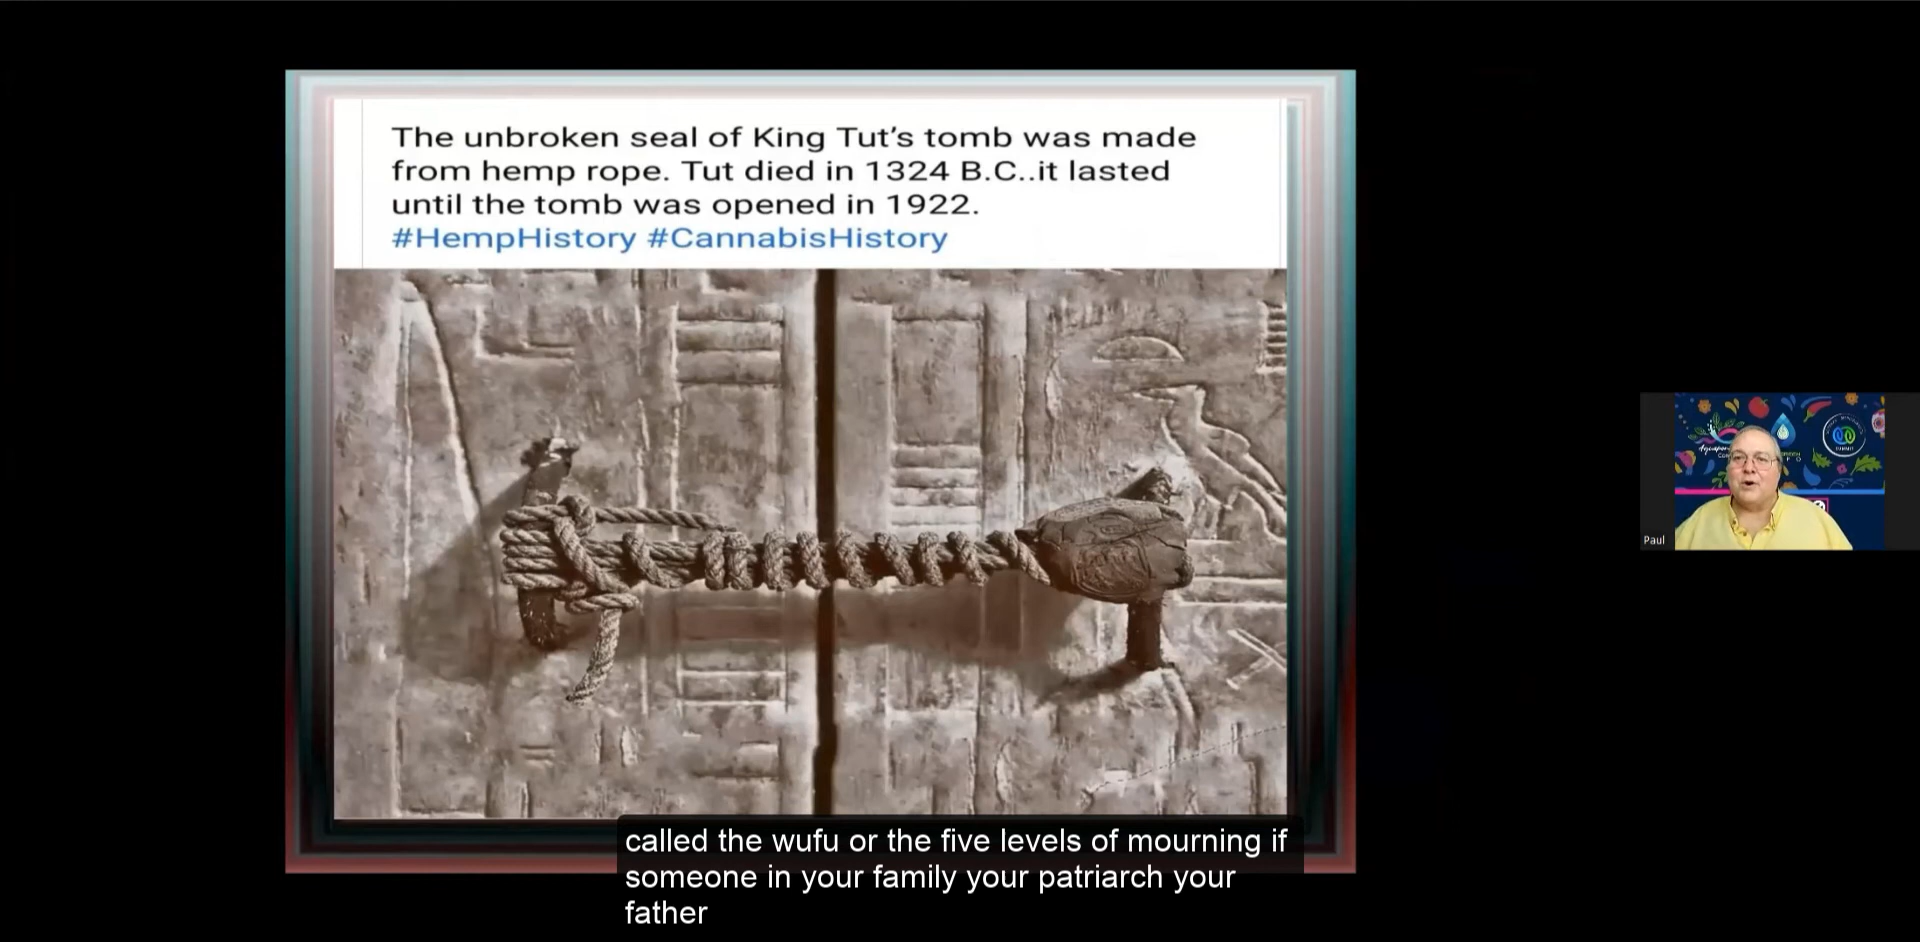 The unbroken seal of King Tut's tomb was made
from hemp rope. Tut died in 1324 B.C..it lasted
until the tomb was opened in 1922.
#HempHistory #CannabisHistory
Paul
called the wufu or the five levels of mourning if
someone in your family your patriarch your
father